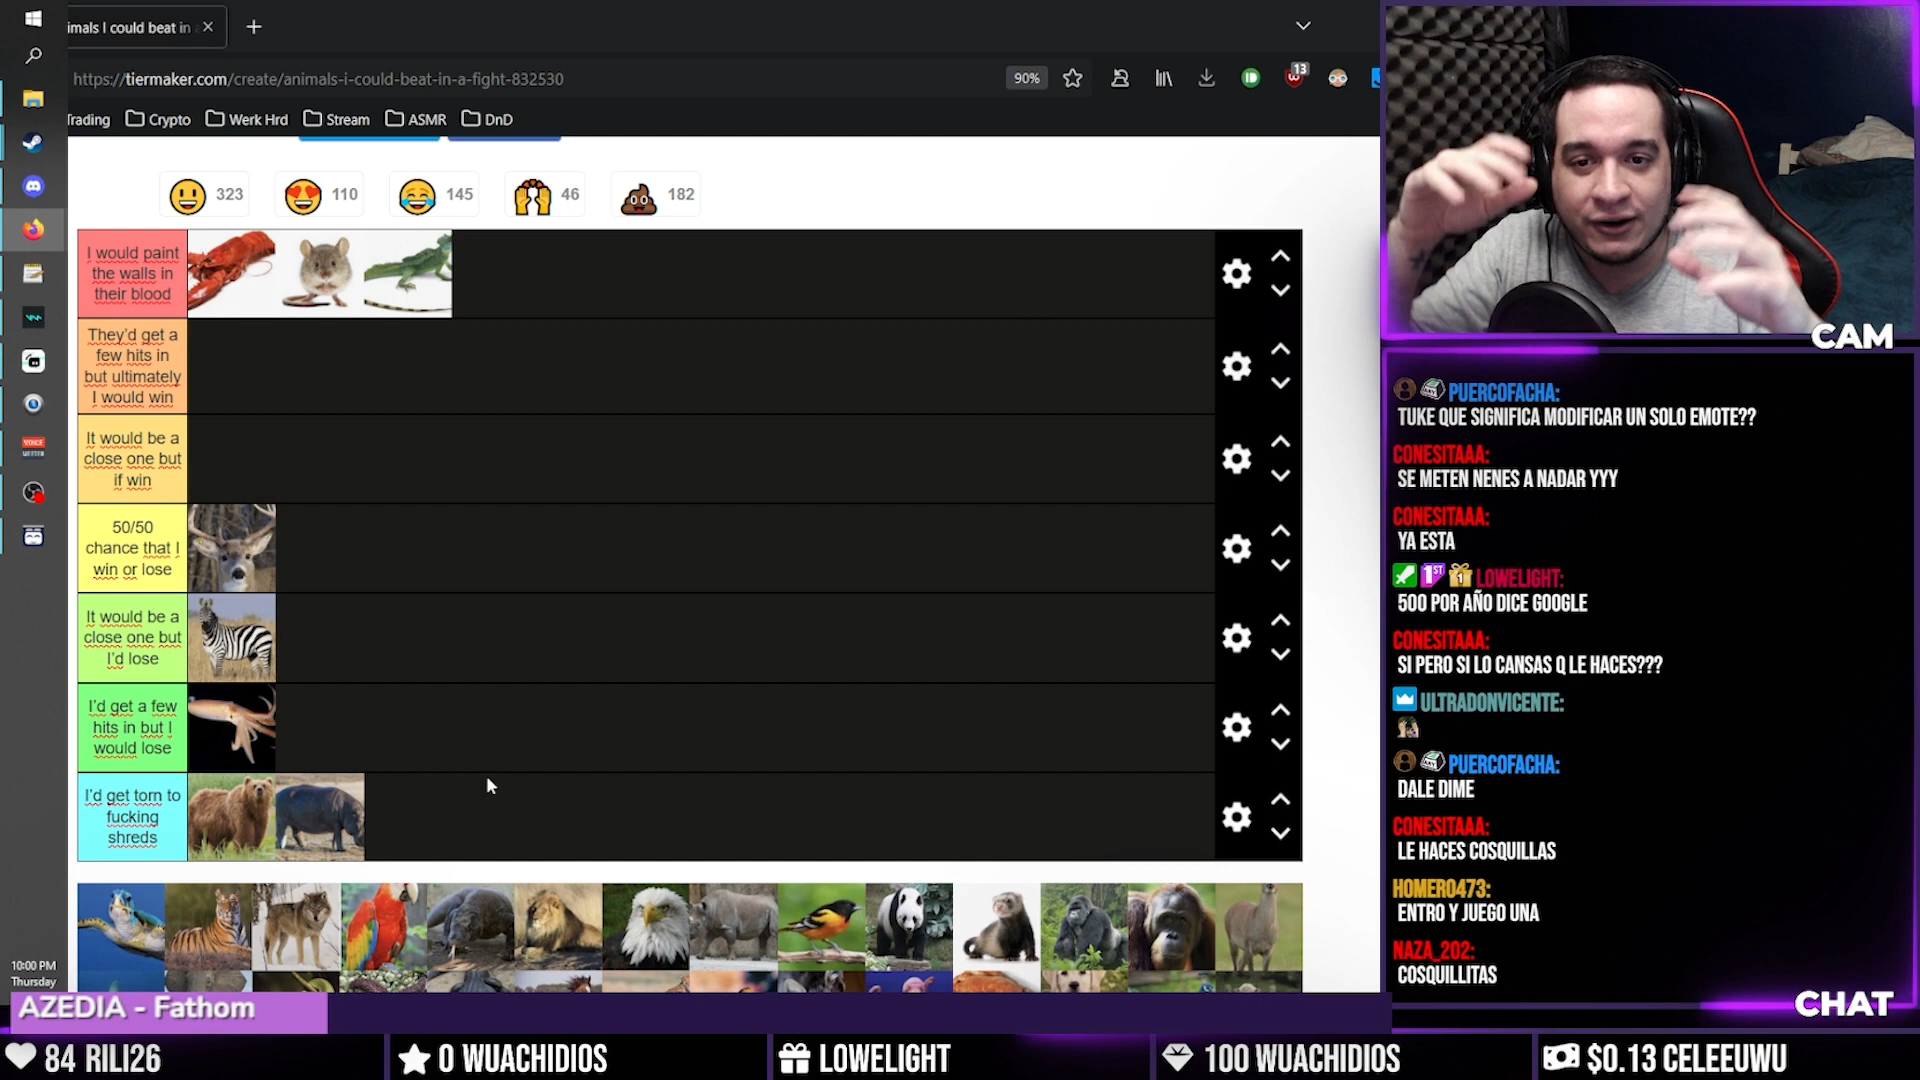 imals I could beat in
https://tiermaker.com/create/animals-i-could-beat-in-a-fight-832530
90%
13
Trading
Crypto
Werk Hrd
Stream
ASMR
DnD
323
110
145
46
182
I would paint
the walls in
their blood
They'd get a
few hits in
but ultimately
I would win
It would be a
close one but
if win
50/50
chance that I
win or lose
It would be a
close one but
I'd lose
I'd get a few
hits in but I
would lose
I'd get torn to
fucking
shreds
10:00 PM
Thursday
AZEDIA - Fathom
CAM
PUERCOFACHA:
TUKE QUE SIGNIFICA MODIFICAR UN SOLO EMOTE??
CONESITAAA:
SE METEN NENES A NADAR YYY
CONESITAAA:
YA ESTA
1ST
1
LOWELIGHT:
500 POR AÑO DICE GOOGLE
CONESITAAA:
SI PERO SI LO CANSAS Q LE HACES???
ULTRADONVICENTE:
PUERCOFACHA:
DALE DIME
CONESITAAA:
LE HACES COSQUILLAS
HOMERO473:
ENTRO Y JUEGO UNA
NAZA_202:
COSQUILLITAS
CHAT
84 RILI26
0 WUACHIDIOS
LOWELIGHT
100 WUACHIDIOS
$0.13 CELEEUWU